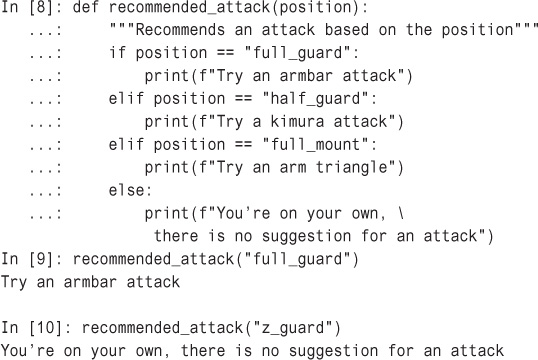 In [8]: def recommended_attack(position):
   ...:     """Recommends an attack based on the position"""
   ...:     if position == "full_guard":
   ...:         print(f"Try an armbar attack")
   ...:     elif position == "half_guard":
   ...:         print(f"Try a kimura attack")
   ...:     elif position == "full_mount":
   ...:         print(f"Try an arm triangle")
   ...:     else:
   ...:         print(f"You’re on your own, \
                 there is no suggestion for an attack")
In [9]: recommended_attack("full_guard")
Try an armbar attack

In [10]: recommended_attack("z_guard")
You’re on your own, there is no suggestion for an attack